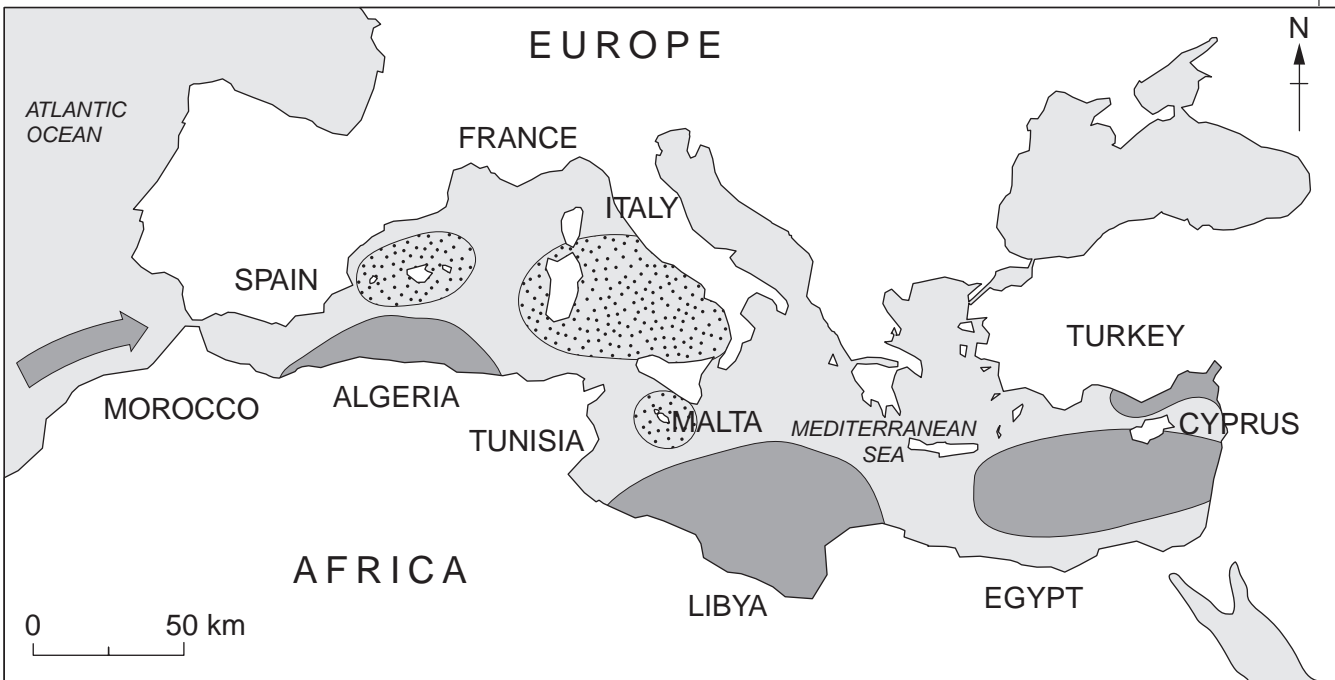 EUROPE
N
ATLANTIC
OCEAN
FRANCE
ITALY
SPAIN
TURKEY
MOROCCO
ALGERIA
TUNISIA
MALTA
MEDITERRANEAN
SEA
CYPRUS
AFRICA
LIBYA
EGYPT
0 50 km